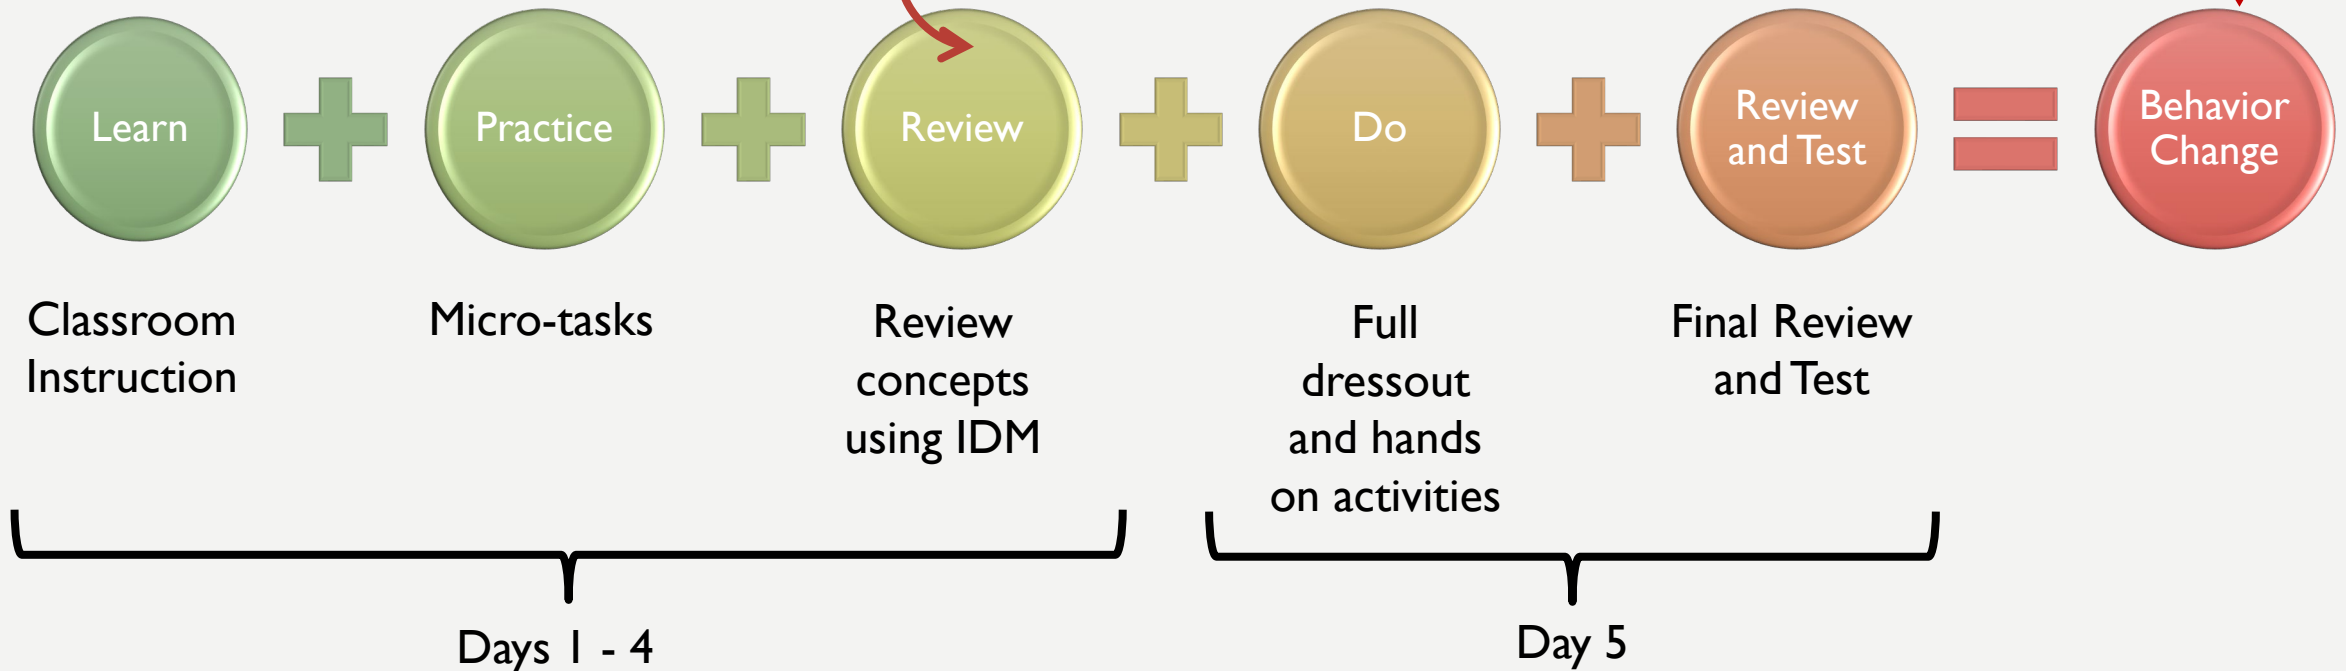 Learn
Practice
Review
Do
Review
and Test
Behavior
Change
Classroom
Instruction
Micro-tasks
Review
concepts
using IDM
Full
dressout
and hands
on activities
Final Review
and Test
Days 1 - 4
Day 5